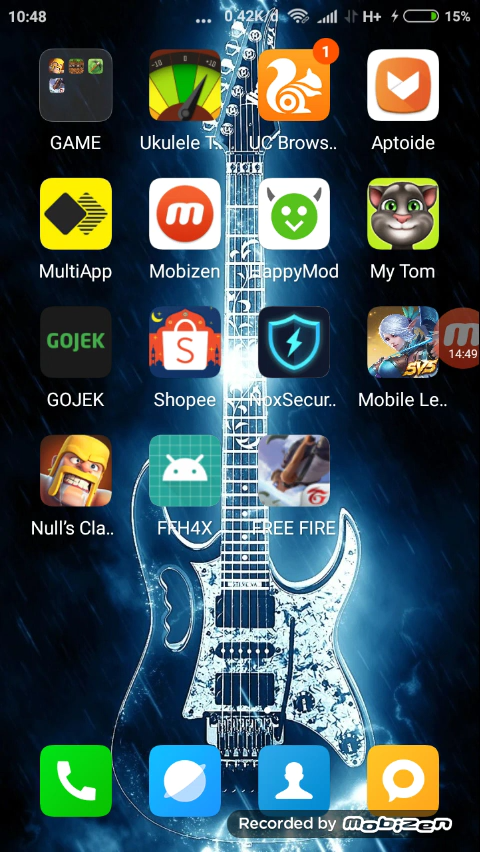 10:48
... 0.42K/d H+ 15%
1
GAME
Ukulele T..
UC Brows..
Aptoide
MultiApp
Mobizen
HappyMod
My Tom
GOJEK
GOJEK
S
5V5
14:49
Shopee
NoxSecur..
Mobile Le..
Null's Cla..
FFH4X
FREE FIRE
Recorded by mobizen